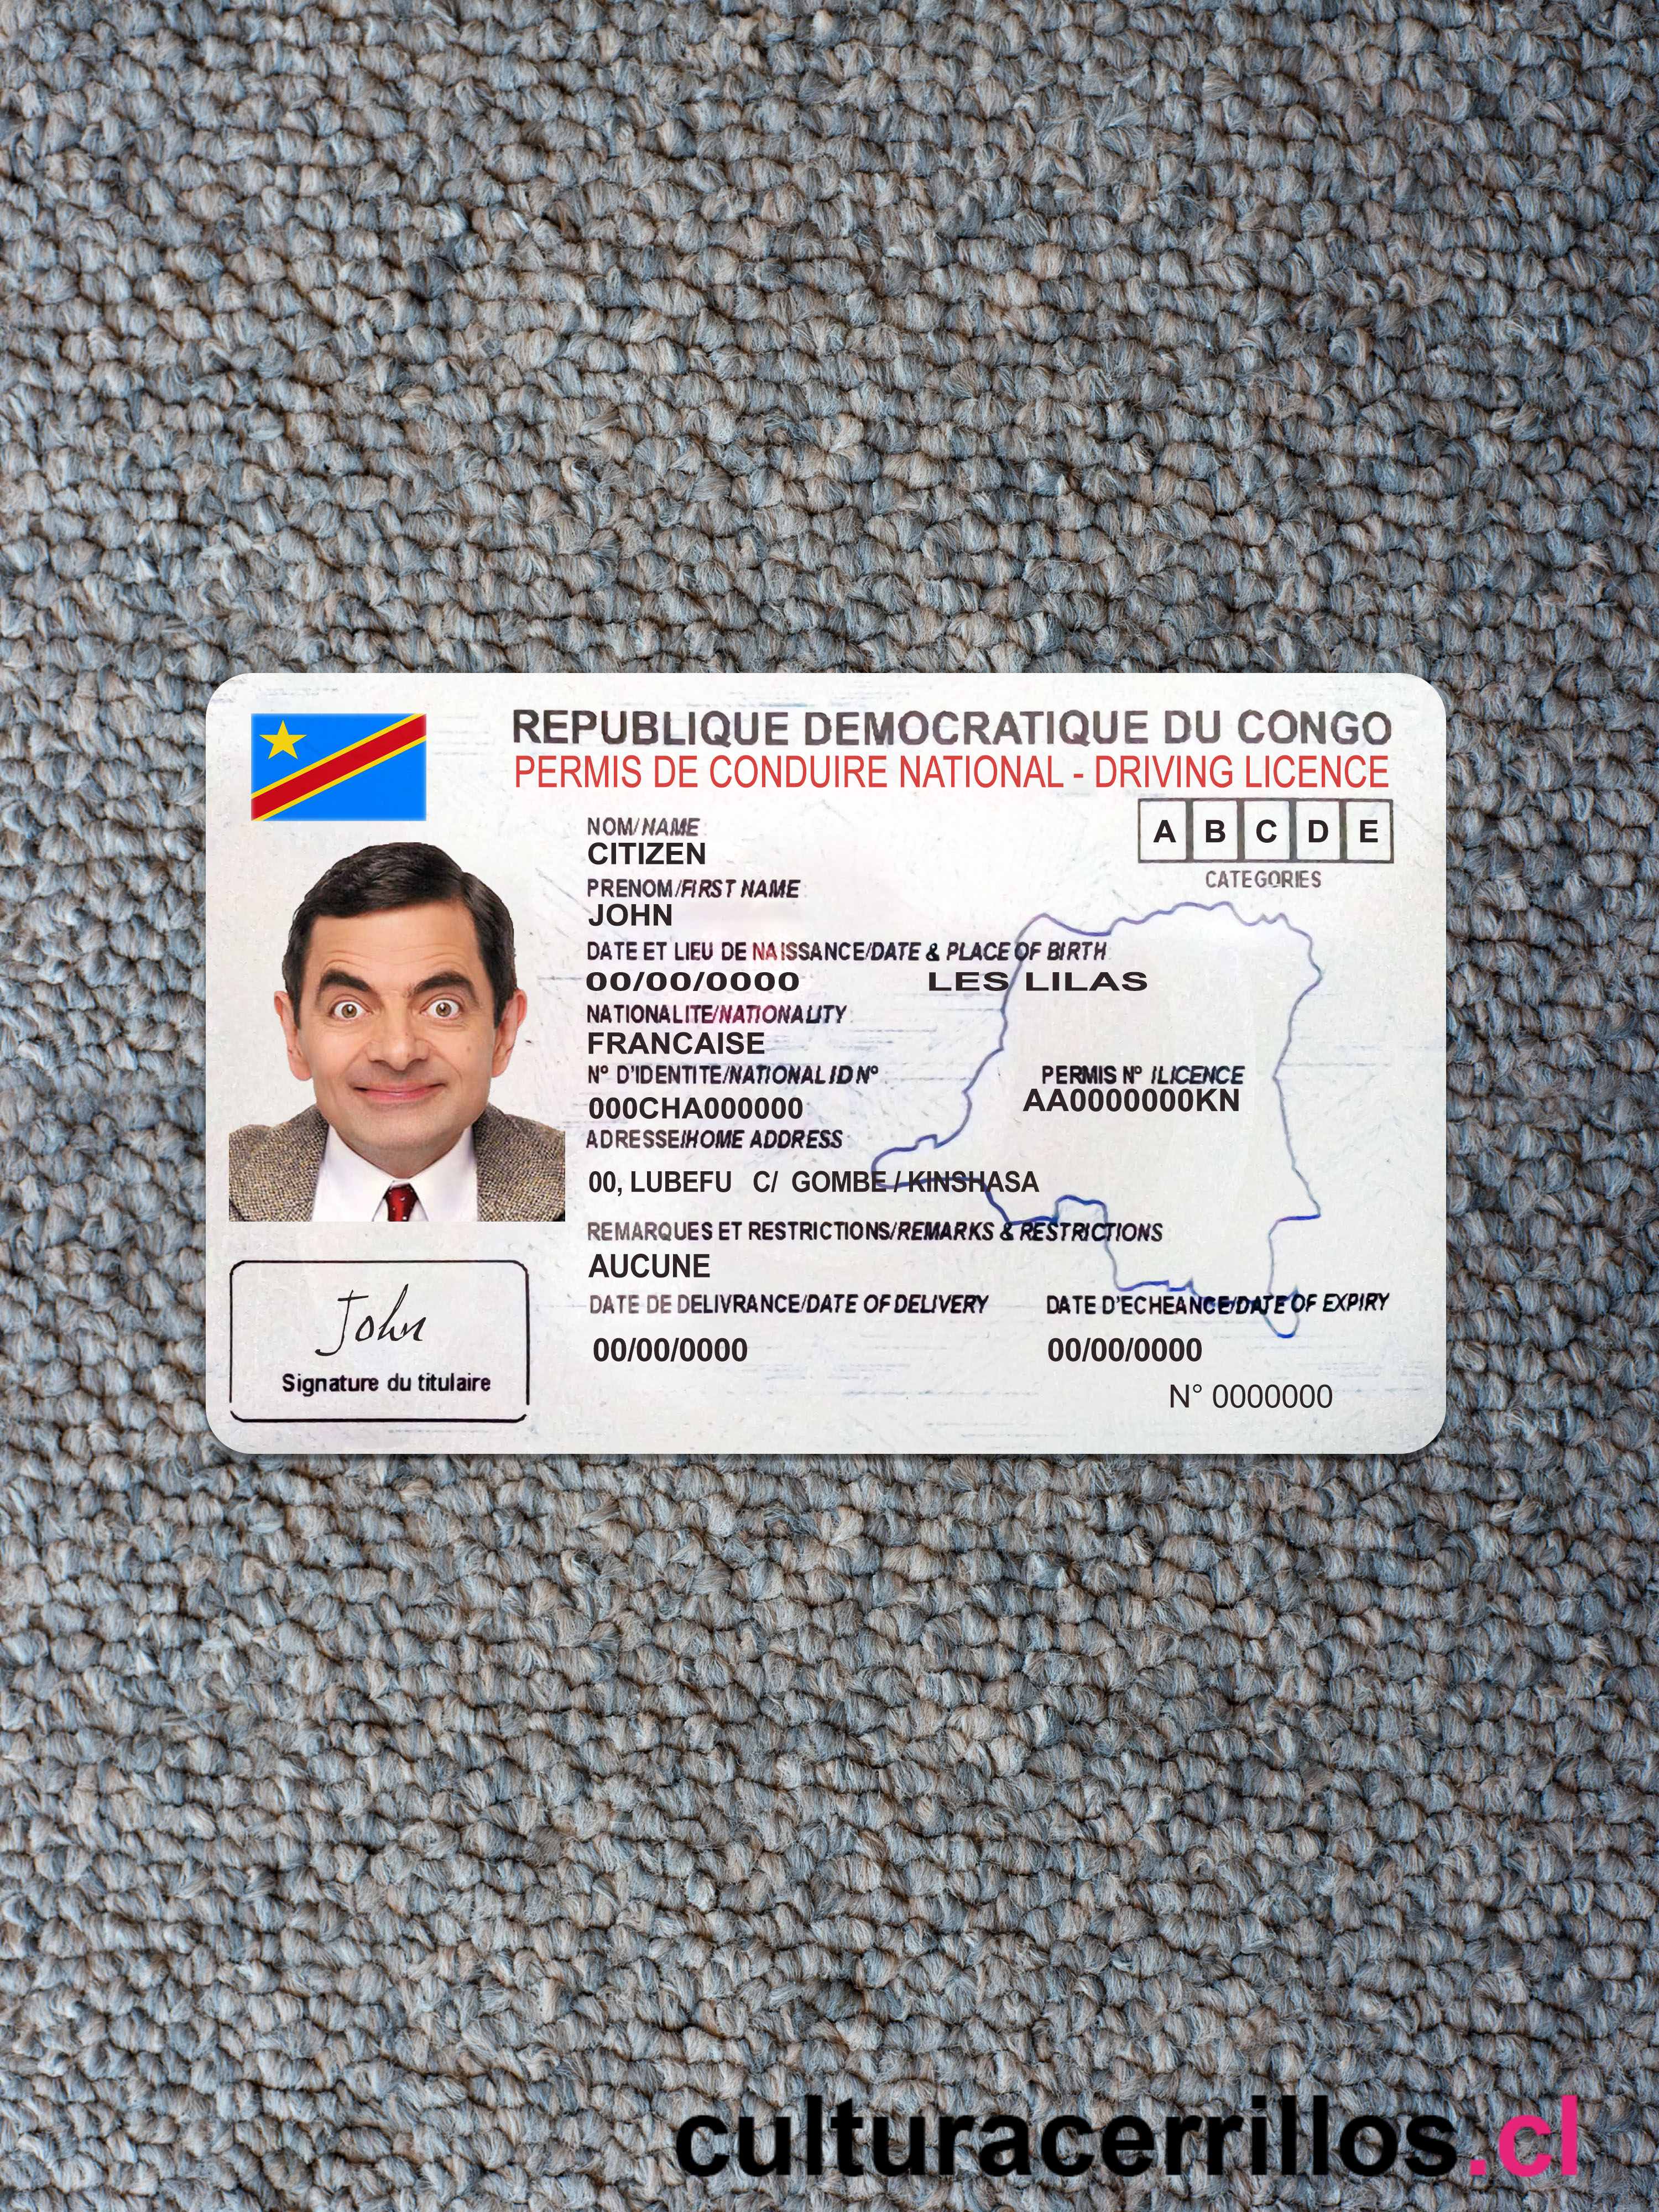 REPUBLIQUE DEMOCRATIQUE DU CONGO
PERMIS DE CONDUIRE NATIONAL - DRIVING LICENCE
A B C D E
CATEGORIES
NOM/NAME
CITIZEN
PRENOM/FIRST NAME
JOHN
DATE ET LIEU DE NAISSANCE/DATE & PLACE OF BIRTH
00/00/0000 LES LILAS
NATIONALITE/NATIONALITY
FRANCAISE
N° D'IDENTITE/NATIONAL ID N° PERMIS N° /LICENCE
000CHA000000 AA0000000KN
ADRESSE/HOME ADDRESS
00, LUBEFU C/ GOMBE / KINSHASA
REMARQUES ET RESTRICTIONS/REMARKS & RESTRICTIONS
AUCUNE
DATE DE DELIVRANCE/DATE OF DELIVERY DATE D'ECHEANCE/DATE OF EXPIRY
00/00/0000 00/00/0000
N° 0000000
John
Signature du titulaire
culturacerrillos.cl